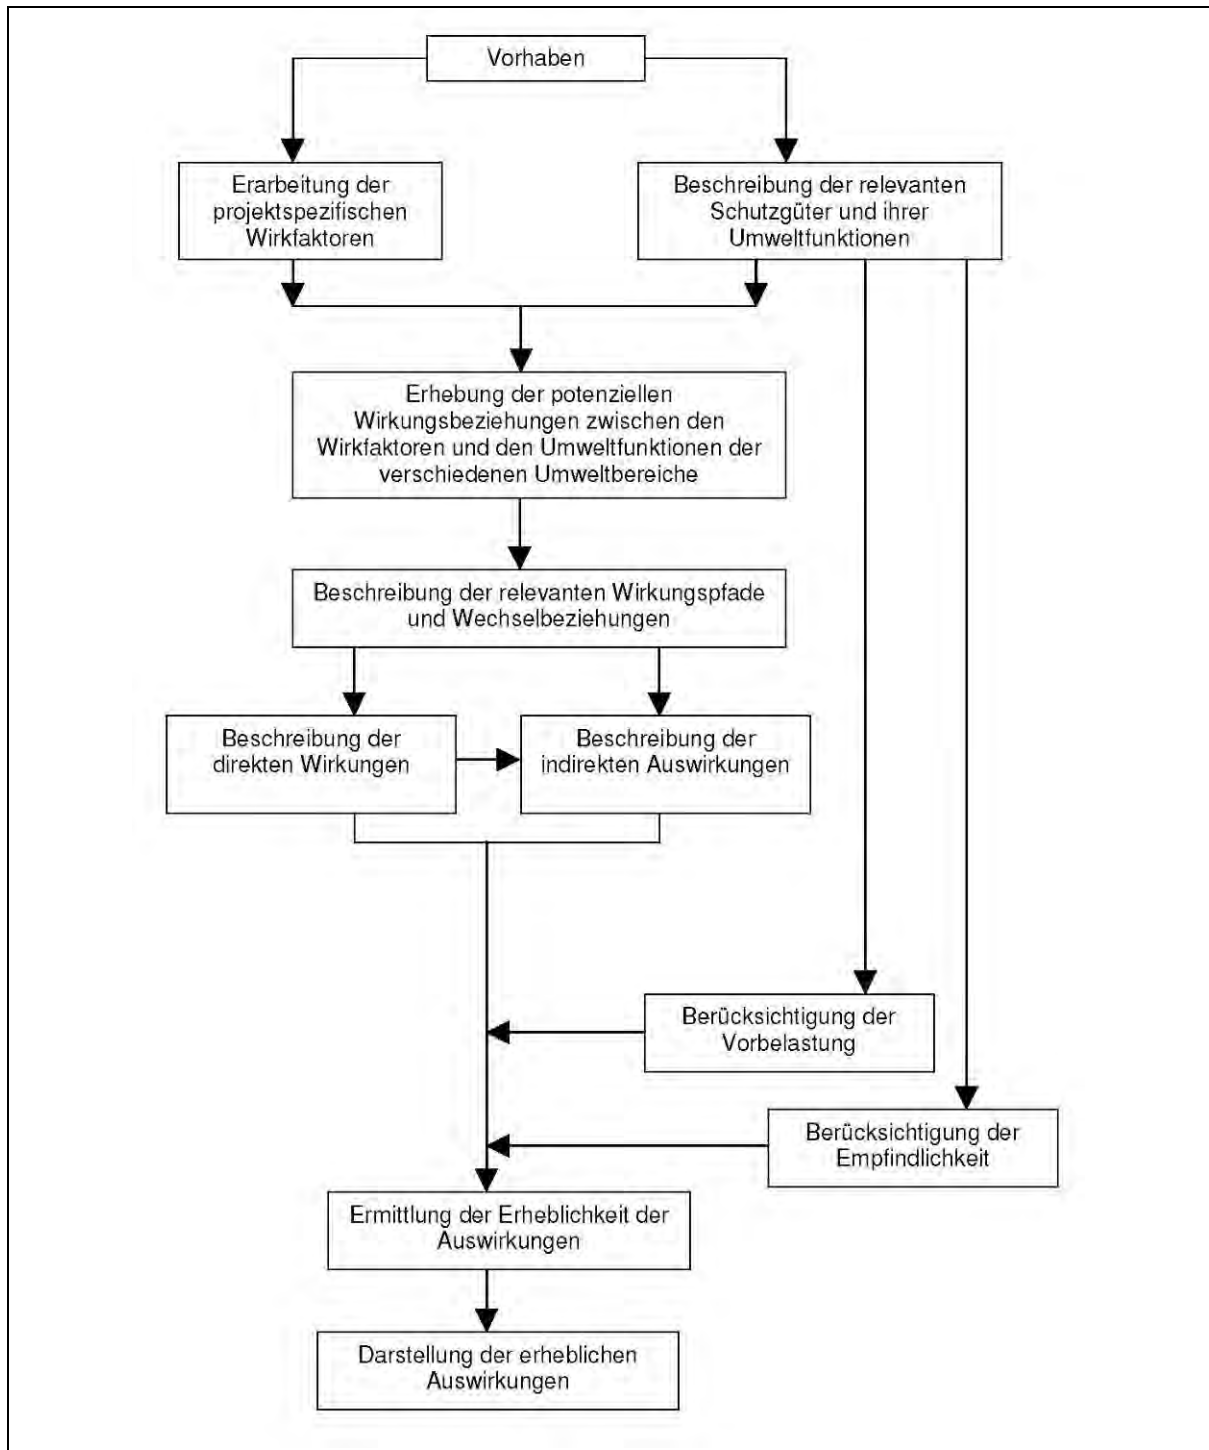 Vorhaben
Erarbeitung der
projektspezifischen
Wirkfaktoren
Beschreibung der relevanten
Schutzgüter und ihrer
Umweltfunktionen
Erhebung der potenziellen
Wirkungsbeziehungen zwischen den
Wirkfaktoren und den Umweltfunktionen der
verschiedenen Umweltbereiche
Beschreibung der relevanten Wirkungspfade
und Wechselbeziehungen
Beschreibung der
direkten Wirkungen
Beschreibung der
indirekten Auswirkungen
Berücksichtigung der
Vorbelastung
Berücksichtigung der
Empfindlichkeit
Ermittlung der Erheblichkeit der
Auswirkungen
Darstellung der erheblichen
Auswirkungen